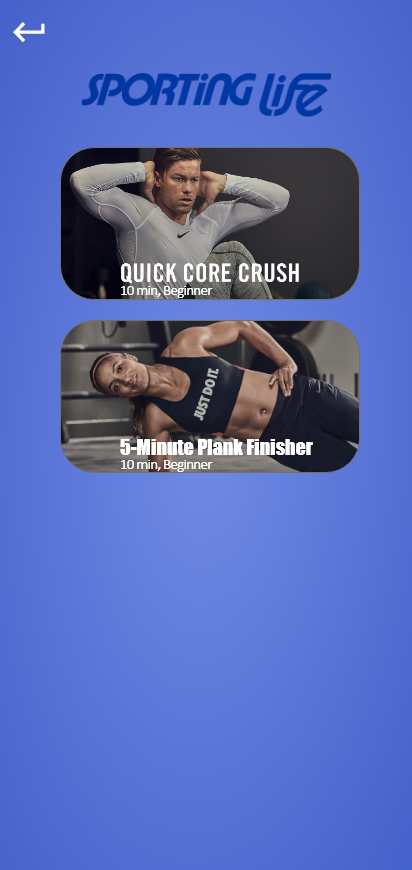 SPORTING Life
QUICK CORE CRUSH
10 min, Beginner
JUST DO IT.
5-Minute Plank Finisher
10 min, Beginner